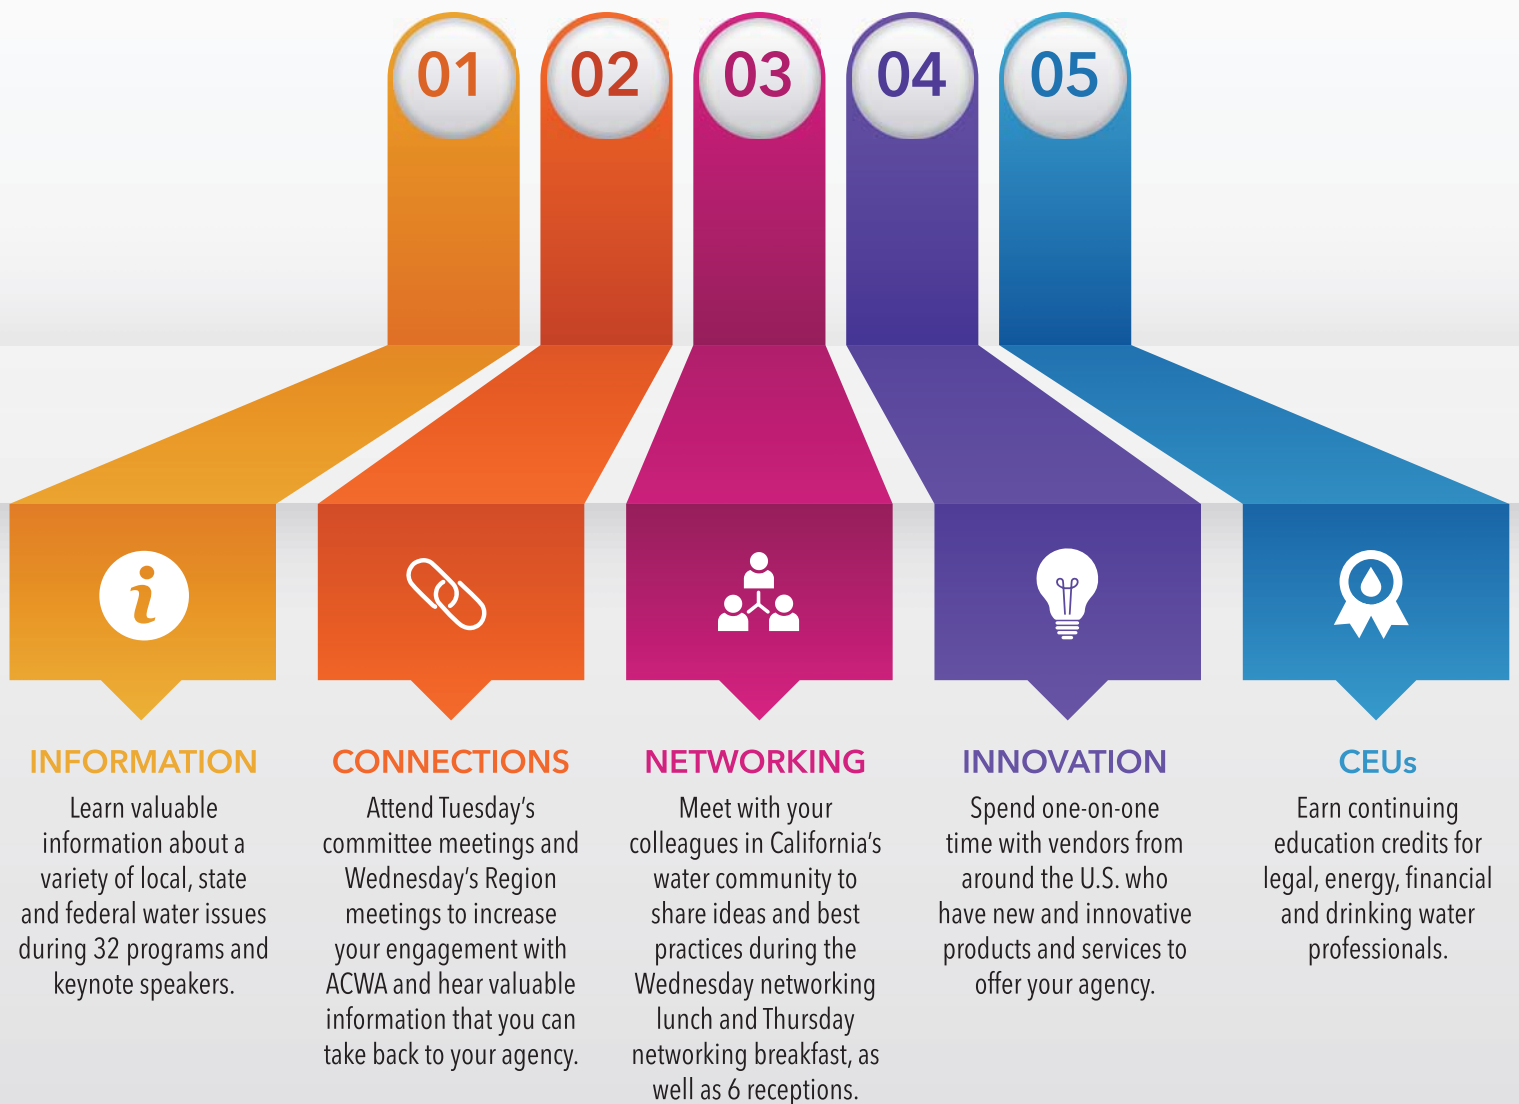 01
02
03
04
05
i
INFORMATION
Learn valuable
information about a
variety of local, state
and federal water issues
during 32 programs and
keynote speakers.
CONNECTIONS
Attend Tuesday’s
committee meetings and
Wednesday’s Region
meetings to increase
your engagement with
ACWA and hear valuable
information that you can
take back to your agency.
NETWORKING
Meet with your
colleagues in California’s
water community to
share ideas and best
practices during the
Wednesday networking
lunch and Thursday
networking breakfast, as
well as 6 receptions.
INNOVATION
Spend one-on-one
time with vendors from
around the U.S. who
have new and innovative
products and services to
offer your agency.
CEUs
Earn continuing
education credits for
legal, energy, financial
and drinking water
professionals.